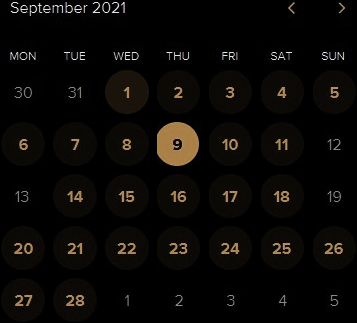 September 2021
MON TUE WED THU FRI SAT SUN
30 31 1 2 3 4 5
6 7 8 9 10 11 12
13 14 15 16 17 18 19
20 21 22 23 24 25 26
27 28 1 2 3 4 5